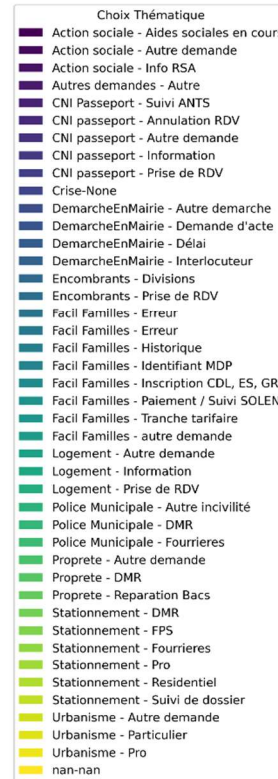 Choix Thématique
Action sociale - Aides sociales en cours
Action sociale - Autre demande
Action sociale - Info RSA
Autres demandes - Autre
CNI Passeport - Suivi ANTS
CNI passeport - Annulation RDV
CNI passeport - Autre demande
CNI passeport - Information
CNI passeport - Prise de RDV
Crise-None
DemarcheEnMairie - Autre demarche
DemarcheEnMairie - Demande d'acte
DemarcheEnMairie - Délai
DemarcheEnMairie - Interlocuteur
Encombrants - Divisions
Encombrants - Prise de RDV
Facil Familles - Erreur
Facil Familles - Erreur
Facil Familles - Historique
Facil Familles - Identifiant MDP
Facil Familles - Inscription CDL, ES, GR
Facil Familles - Paiement / Suivi SOLEN
Facil Familles - Tranche tarifaire
Facil Familles - autre demande
Logement - Autre demande
Logement - Information
Logement - Prise de RDV
Police Municipale - Autre incivilité
Police Municipale - DMR
Police Municipale - Fourrieres
Proprete - Autre demande
Proprete - DMR
Proprete - Reparation Bacs
Stationnement - DMR
Stationnement - FPS
Stationnement - Fourrieres
Stationnement - Pro
Stationnement - Residentiel
Stationnement - Suivi de dossier
Urbanisme - Autre demande
Urbanisme - Particulier
Urbanisme - Pro
nan-nan